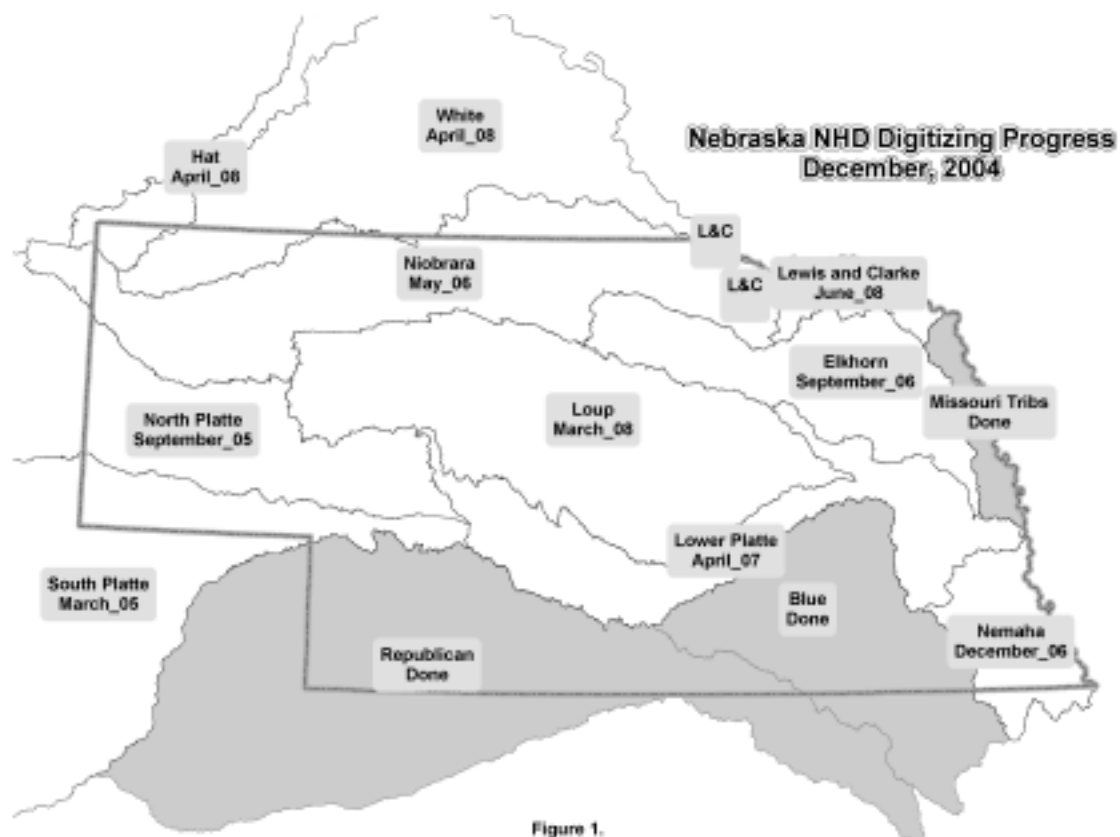 Nebraska NHD Digitizing Progress
December, 2004
White
April_08
Hat
April_08
L&C
Niobrara
May_06
L&C
Lewis and Clarke
June_08
Elkhorn
September_06
Missouri Tribs
Done
North Platte
September_05
Loup
March_08
Lower Platte
April_07
South Platte
March_05
Blue
Done
Nemaha
December_06
Republican
Done
Figure 1.